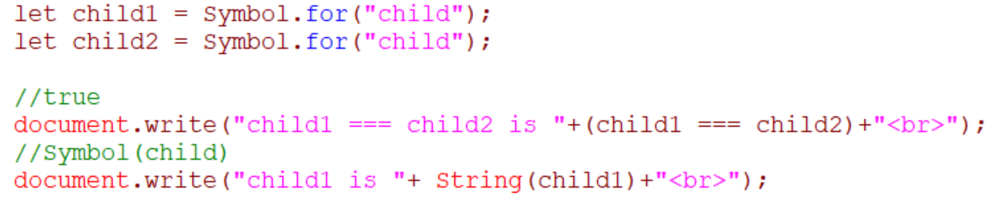 let child1 = Symbol.for("child");
let child2 = Symbol.for("child");
//true
document.write("child1 === child2 is "+(child1 === child2)+"<br>");
//Symbol(child)
document.write("child1 is "+ String(child1)+"<br>");